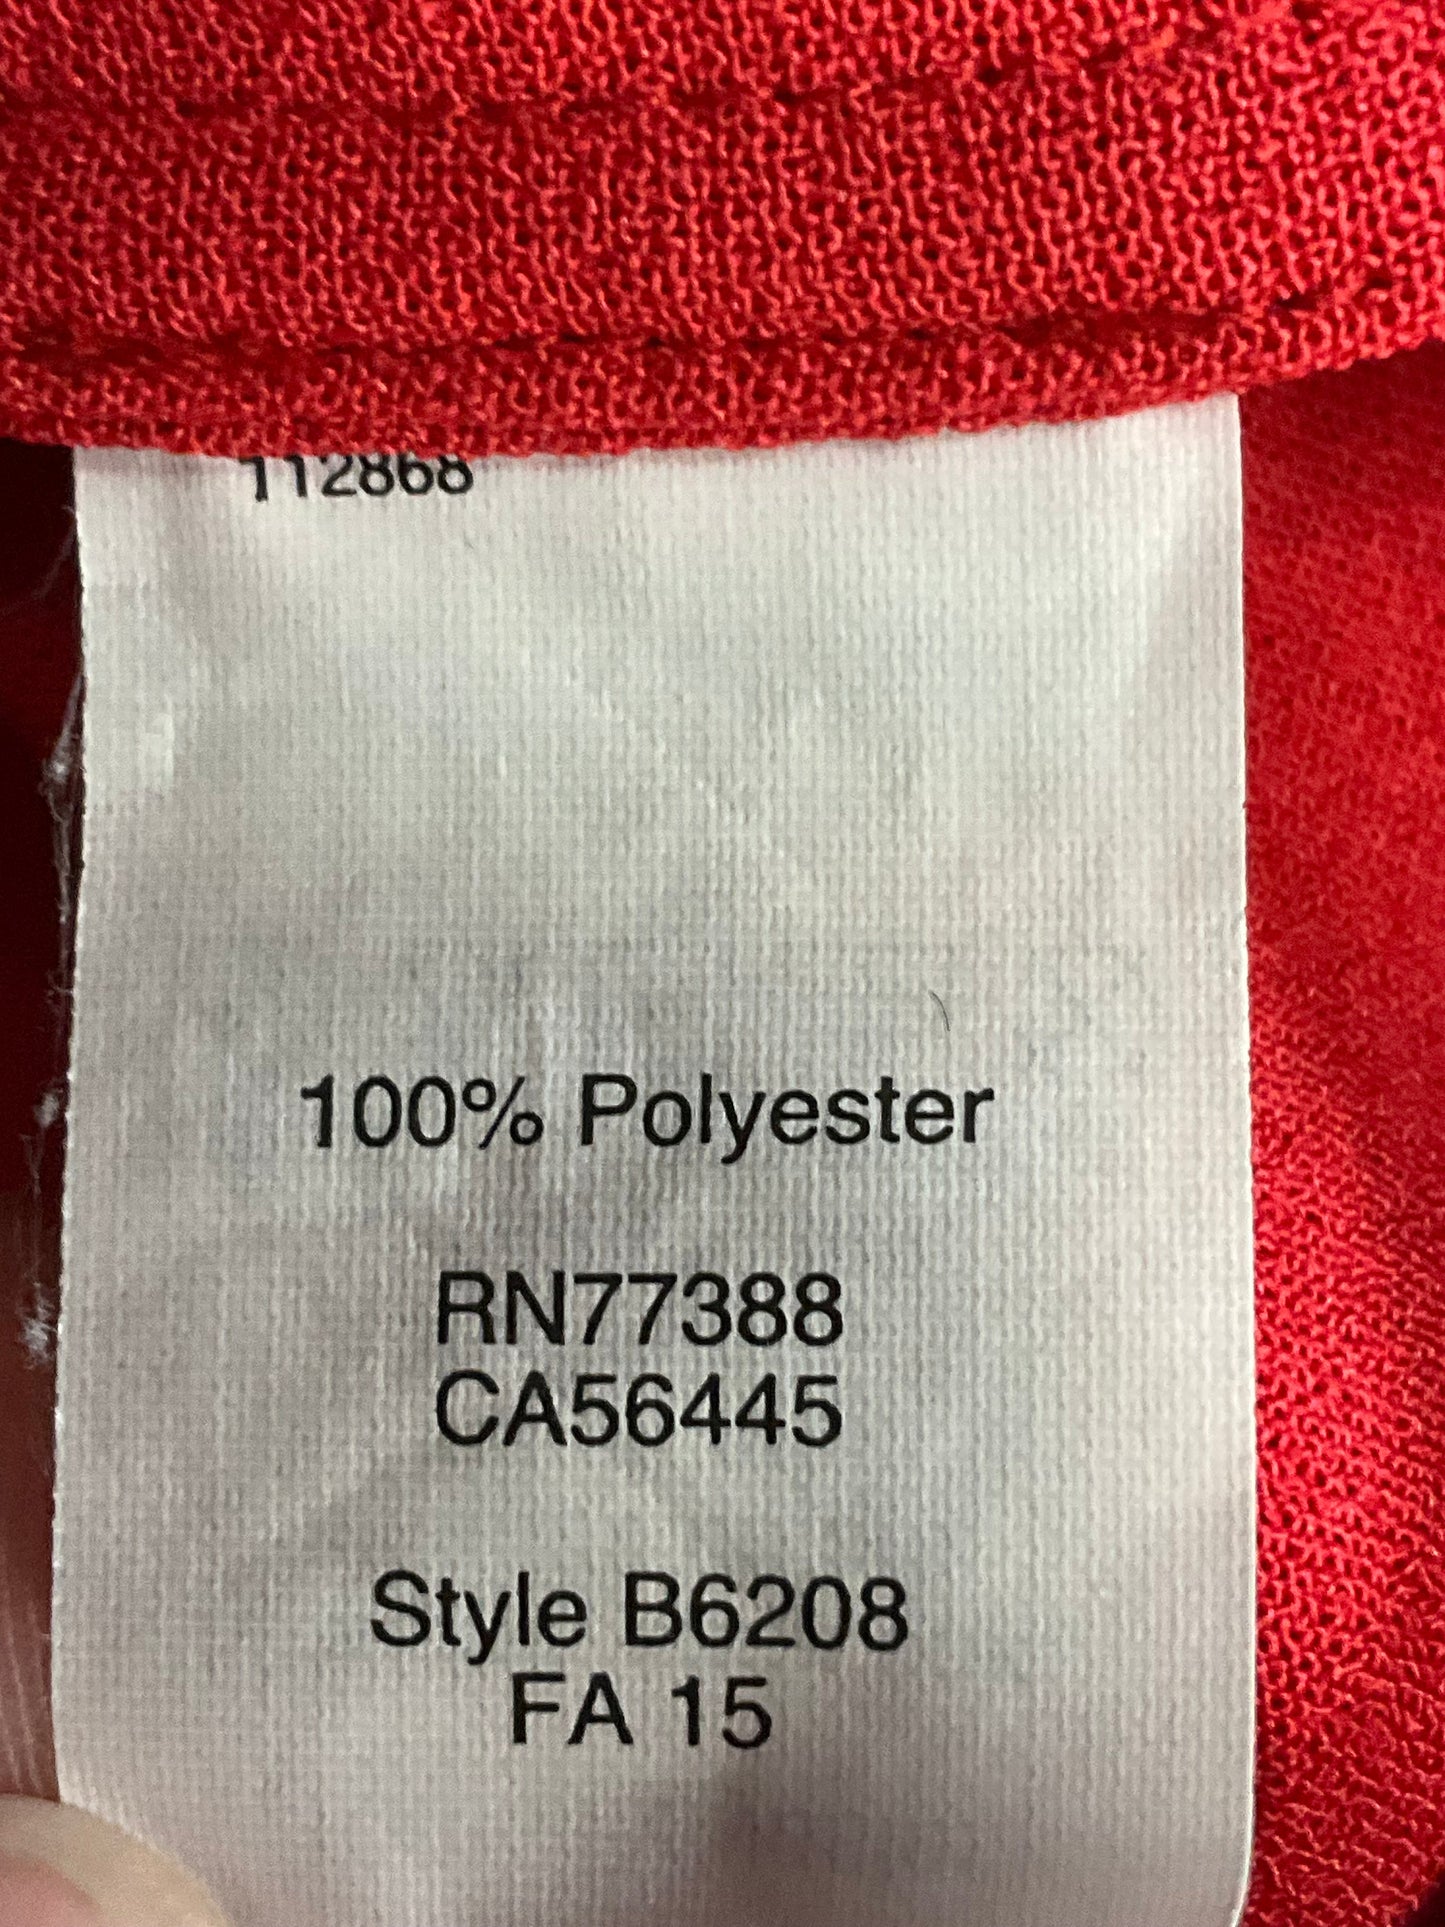 112868
100% Polyester
RN77388
CA56445
Style B6208
FA 15